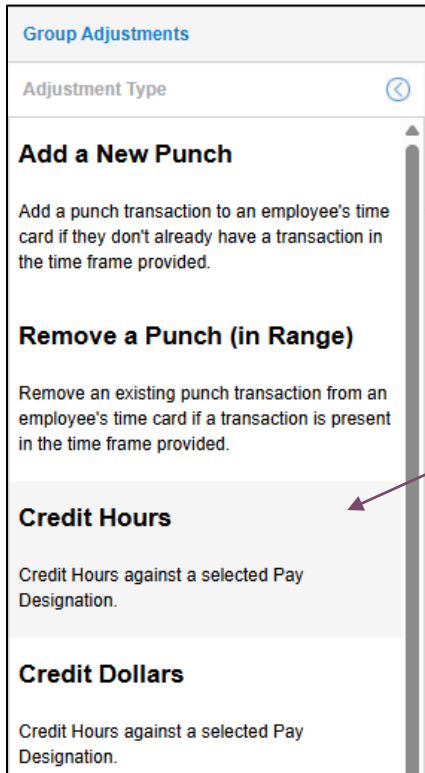 Group Adjustments
Adjustment Type
Add a New Punch
Add a punch transaction to an employee's time
card if they don't already have a transaction in
the time frame provided.
Remove a Punch (in Range)
Remove an existing punch transaction from an
employee's time card if a transaction is present
in the time frame provided.
Credit Hours
Credit Hours against a selected Pay
Designation.
Credit Dollars
Credit Hours against a selected Pay
Designation.